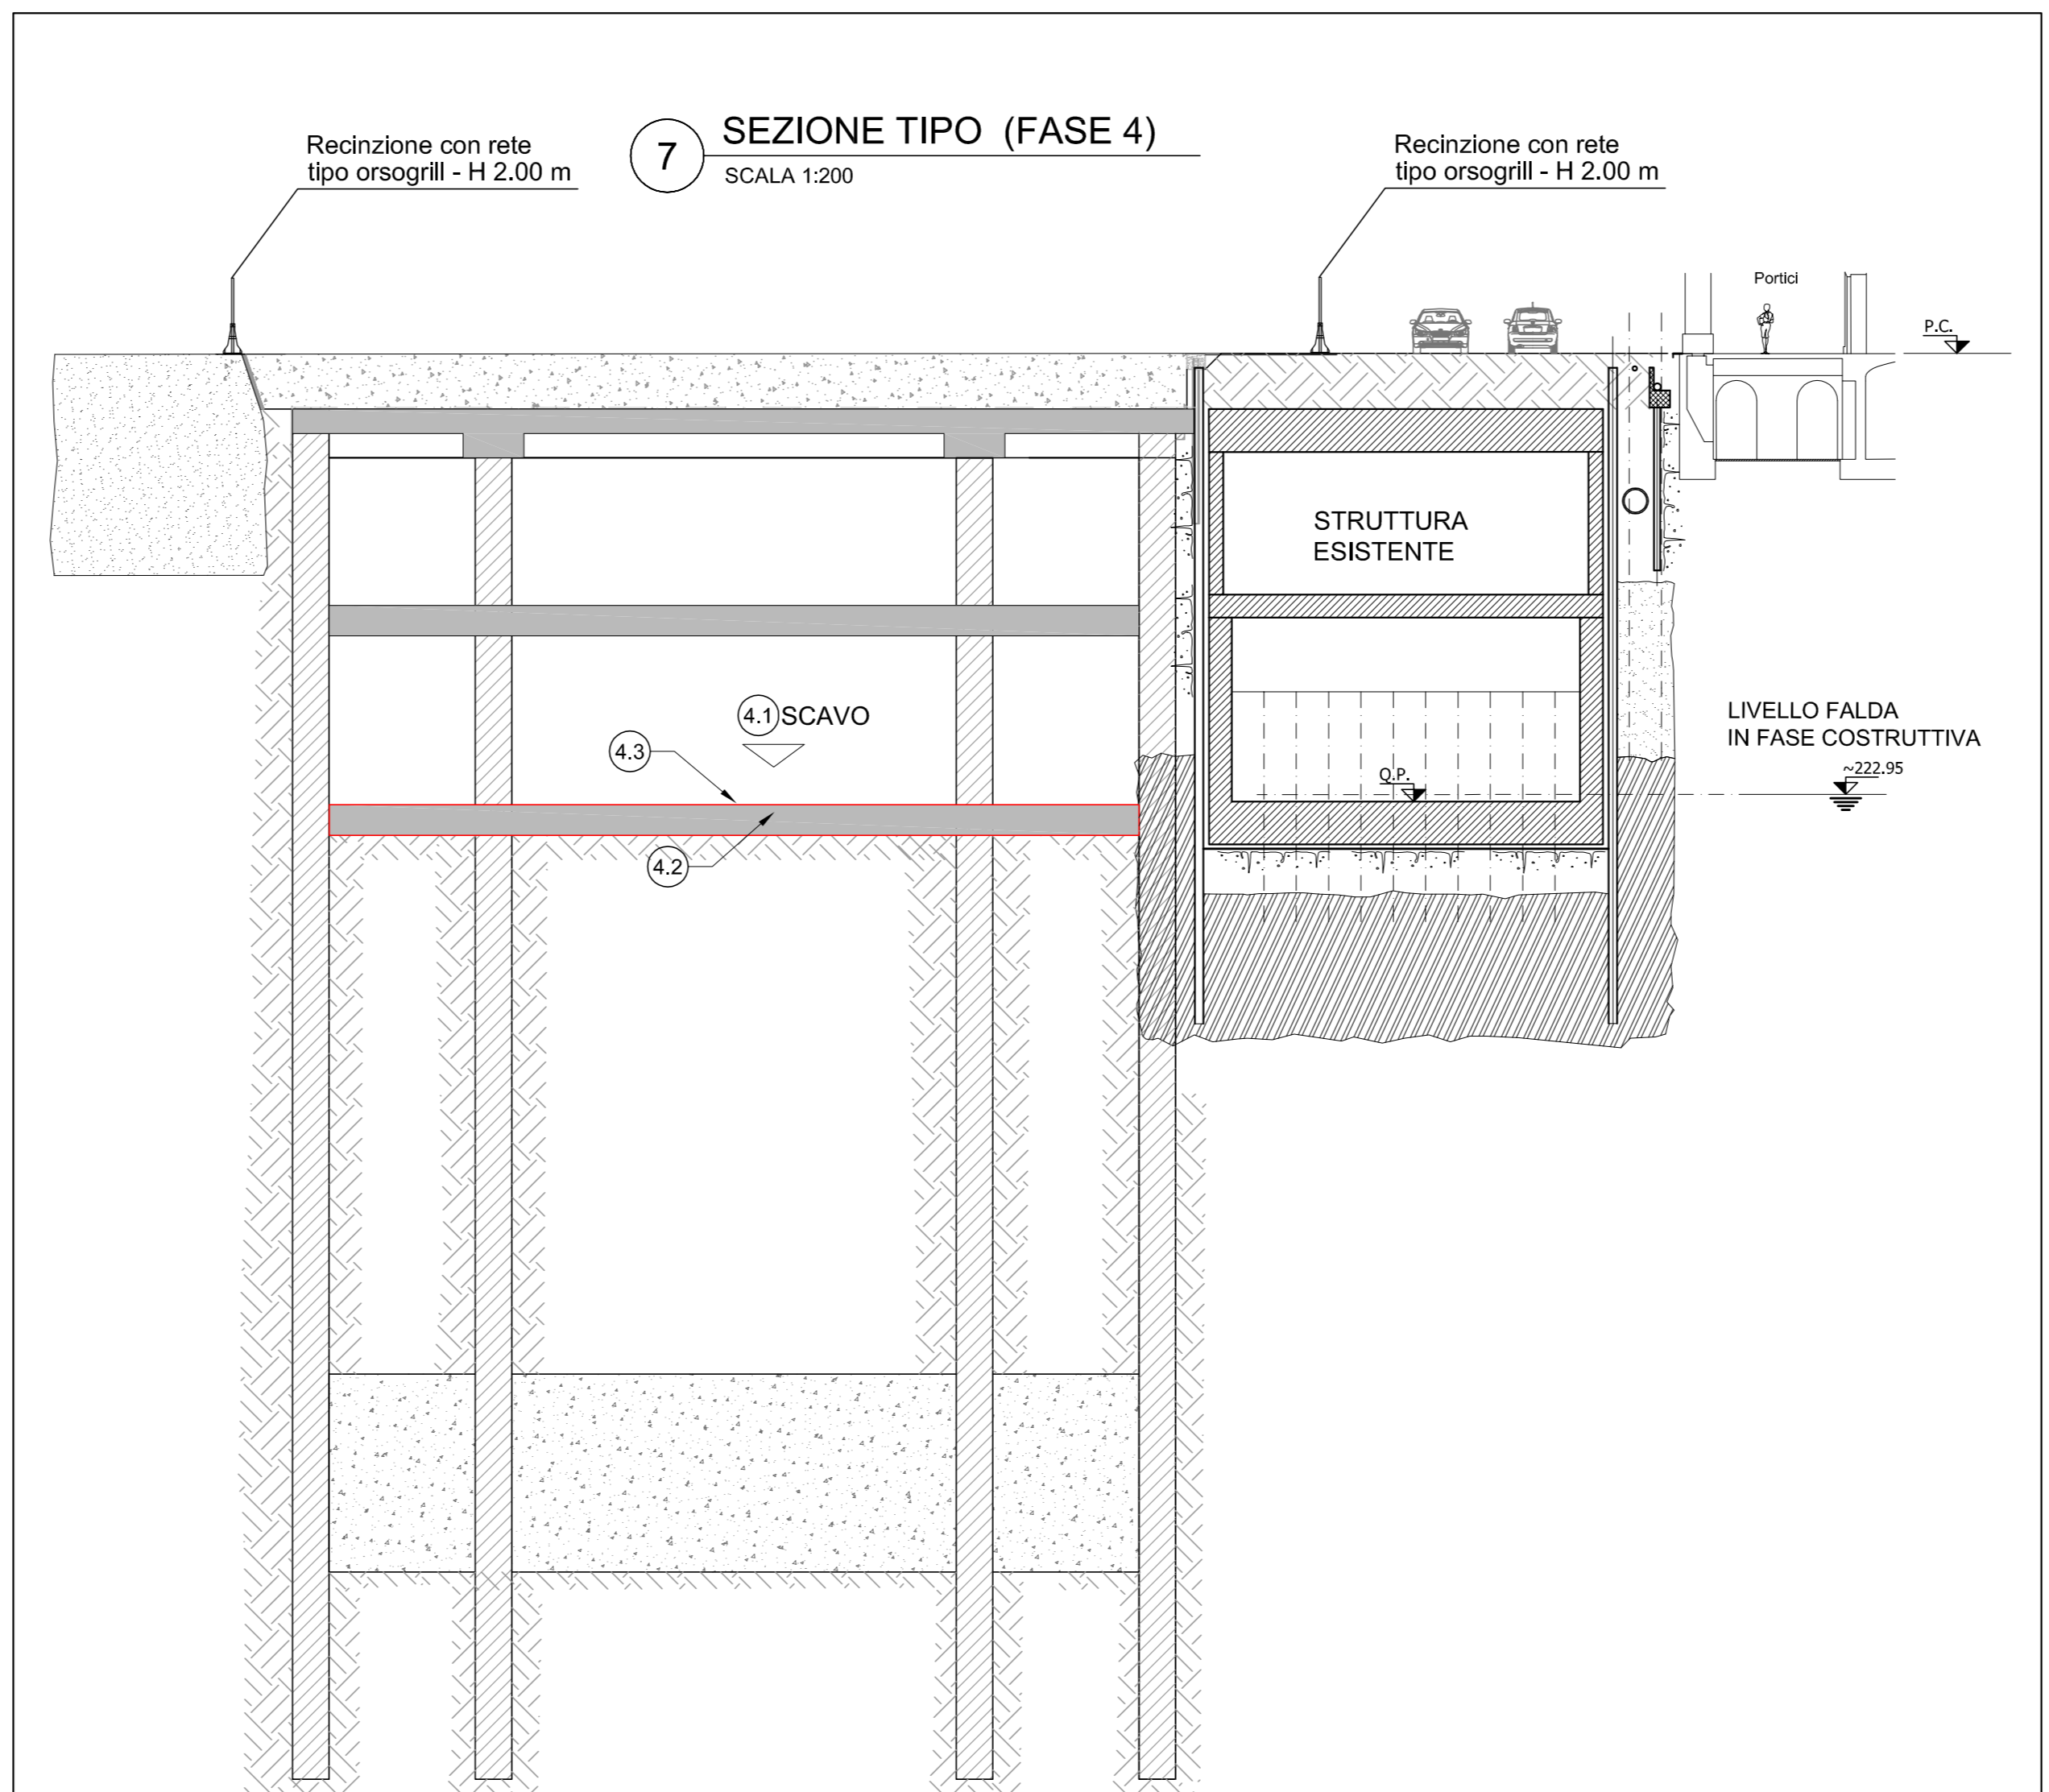 Recinzione con rete
tipo orsogrill - H 2.00 m
7
SEZIONE TIPO (FASE 4)
SCALA 1:200
Recinzione con rete
tipo orsogrill - H 2.00 m
Portici
P.C.
STRUTTURA
ESISTENTE
4.1 SCAVO
4.3
4.2
Q.P.
LIVELLO FALDA
IN FASE COSTRUTTIVA
~222.95